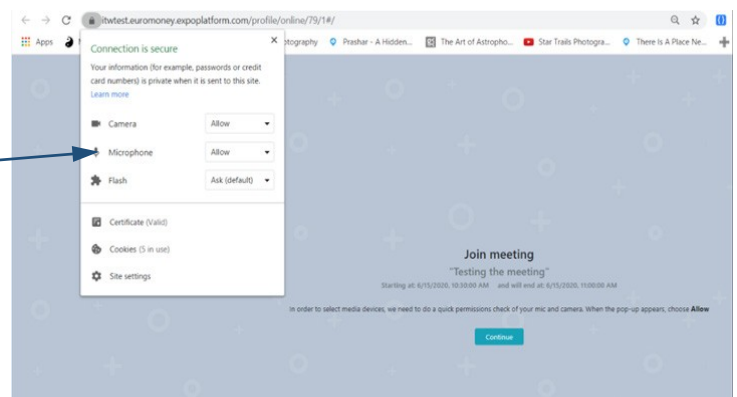 itwtest.euromoney.expoplatform.com/profile/online/79/1#/
Apps
otography
Prashar - A Hidden...
The Art of Astropho...
Star Trails Photogra...
There Is A Place Ne...
Connection is secure
Your information (for example, passwords or credit
card numbers) is private when it is sent to this site.
Learn more
Camera Allow
Microphone Allow
Flash Ask (default)
Certificate (Valid)
Cookies (5 in use)
Site settings
Join meeting
"Testing the meeting"
Starting at: 6/15/2020, 10:30:00 AM and will end at: 6/15/2020, 11:00:00 AM
In order to select media devices, we need to do a quick permissions check of your mic and camera. When the pop-up appears, choose Allow
Continue